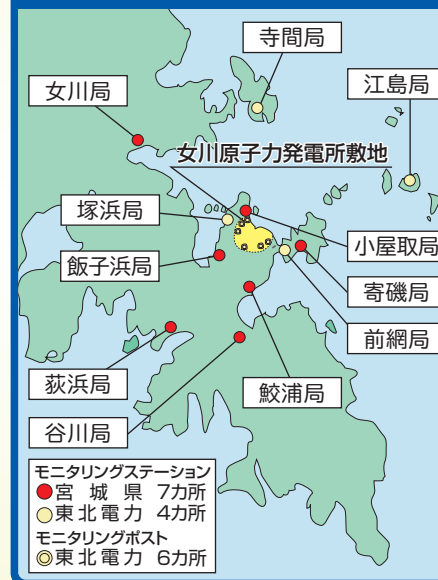 寺間局
江島局
女川局
女川原子力発電所敷地
塚浜局
小屋取局
飯子浜局
寄磯局
前網局
荻浜局
鮫浦局
谷川局
モニタリングステーション
宮城県 7カ所
東北電力 4カ所
モニタリングポスト
東北電力 6カ所